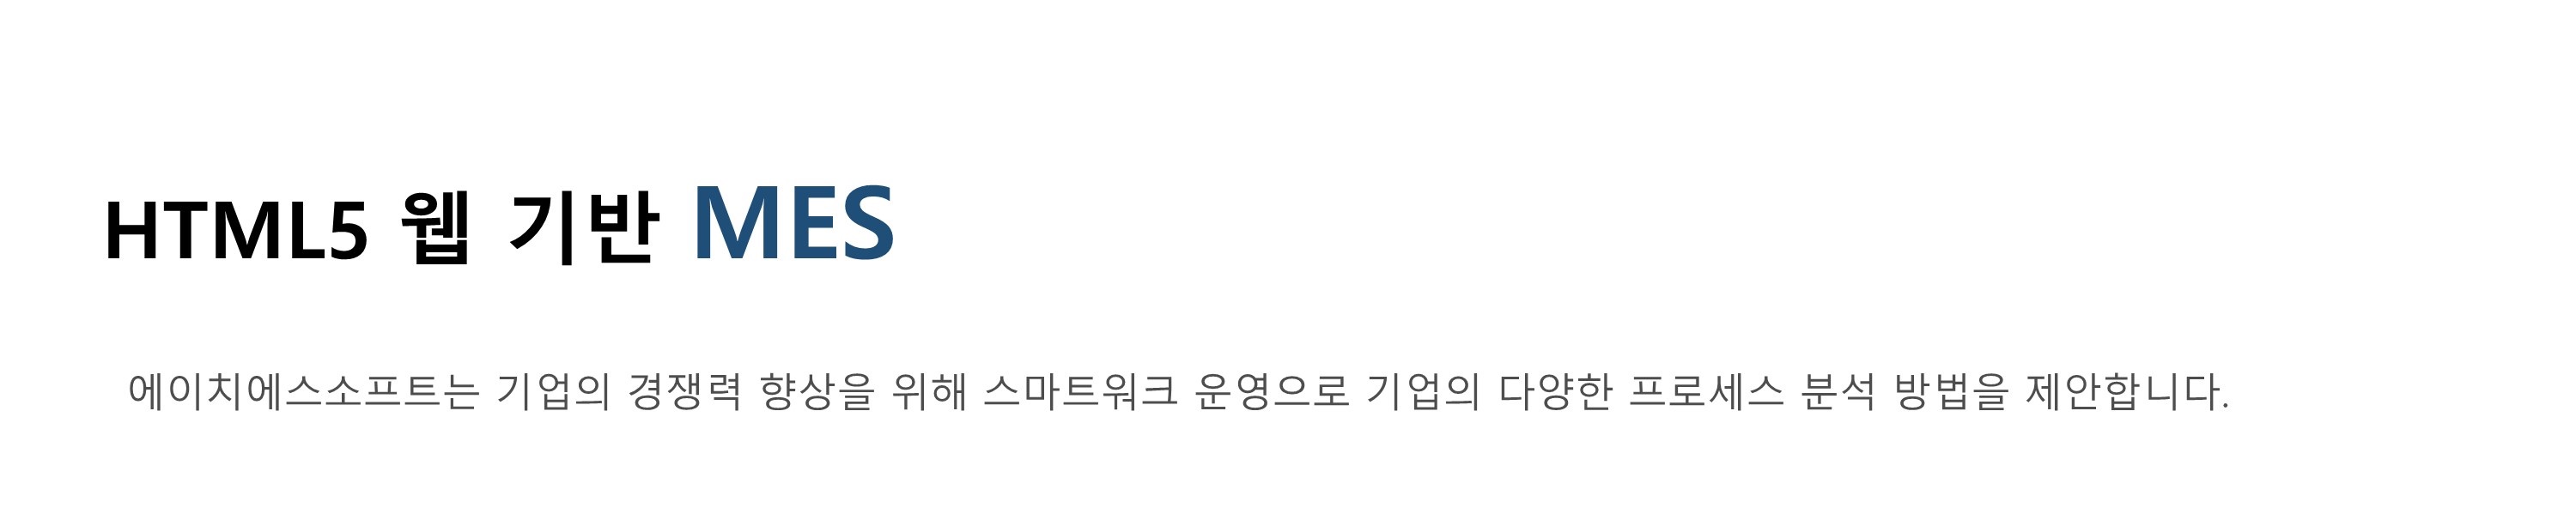 HTML5 웹 기반 MES
에이치에스소프트는 기업의 경쟁력 향상을 위해 스마트워크 운영으로 기업의 다양한 프로세스 분석 방법을 제안합니다.